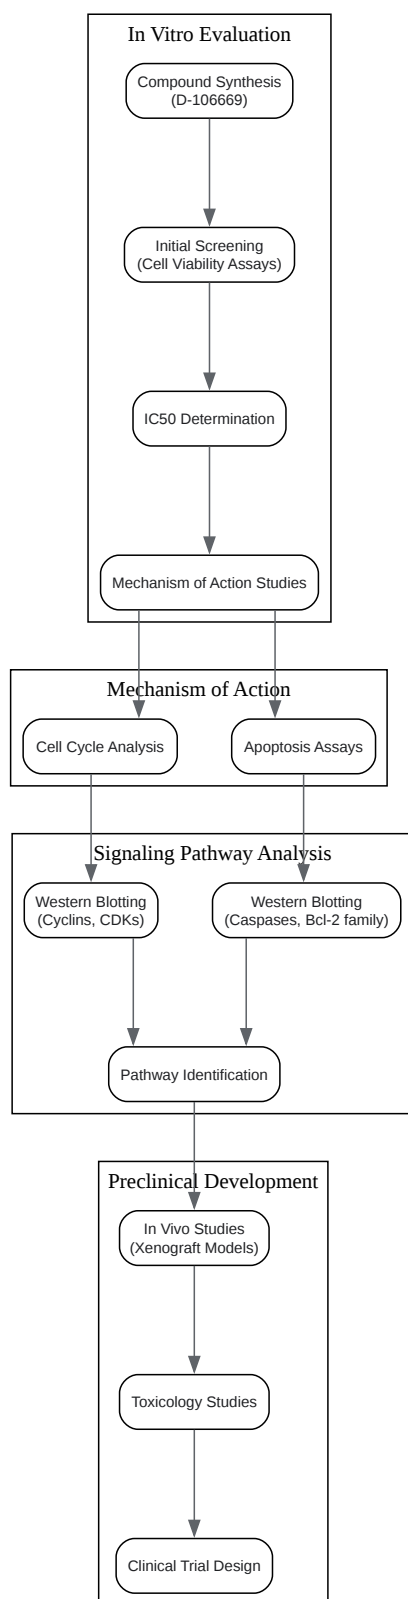 In Vitro Evaluation
Compound Synthesis
(D-106669)
Initial Screening
(Cell Viability Assays)
IC50 Determination
Mechanism of Action Studies
Mechanism of Action
Cell Cycle Analysis
Apoptosis Assays
Signaling Pathway Analysis
Western Blotting
(Cyclins, CDKs)
Western Blotting
(Caspases, Bcl-2 family)
Pathway Identification
Preclinical Development
In Vivo Studies
(Xenograft Models)
Toxicology Studies
Clinical Trial Design